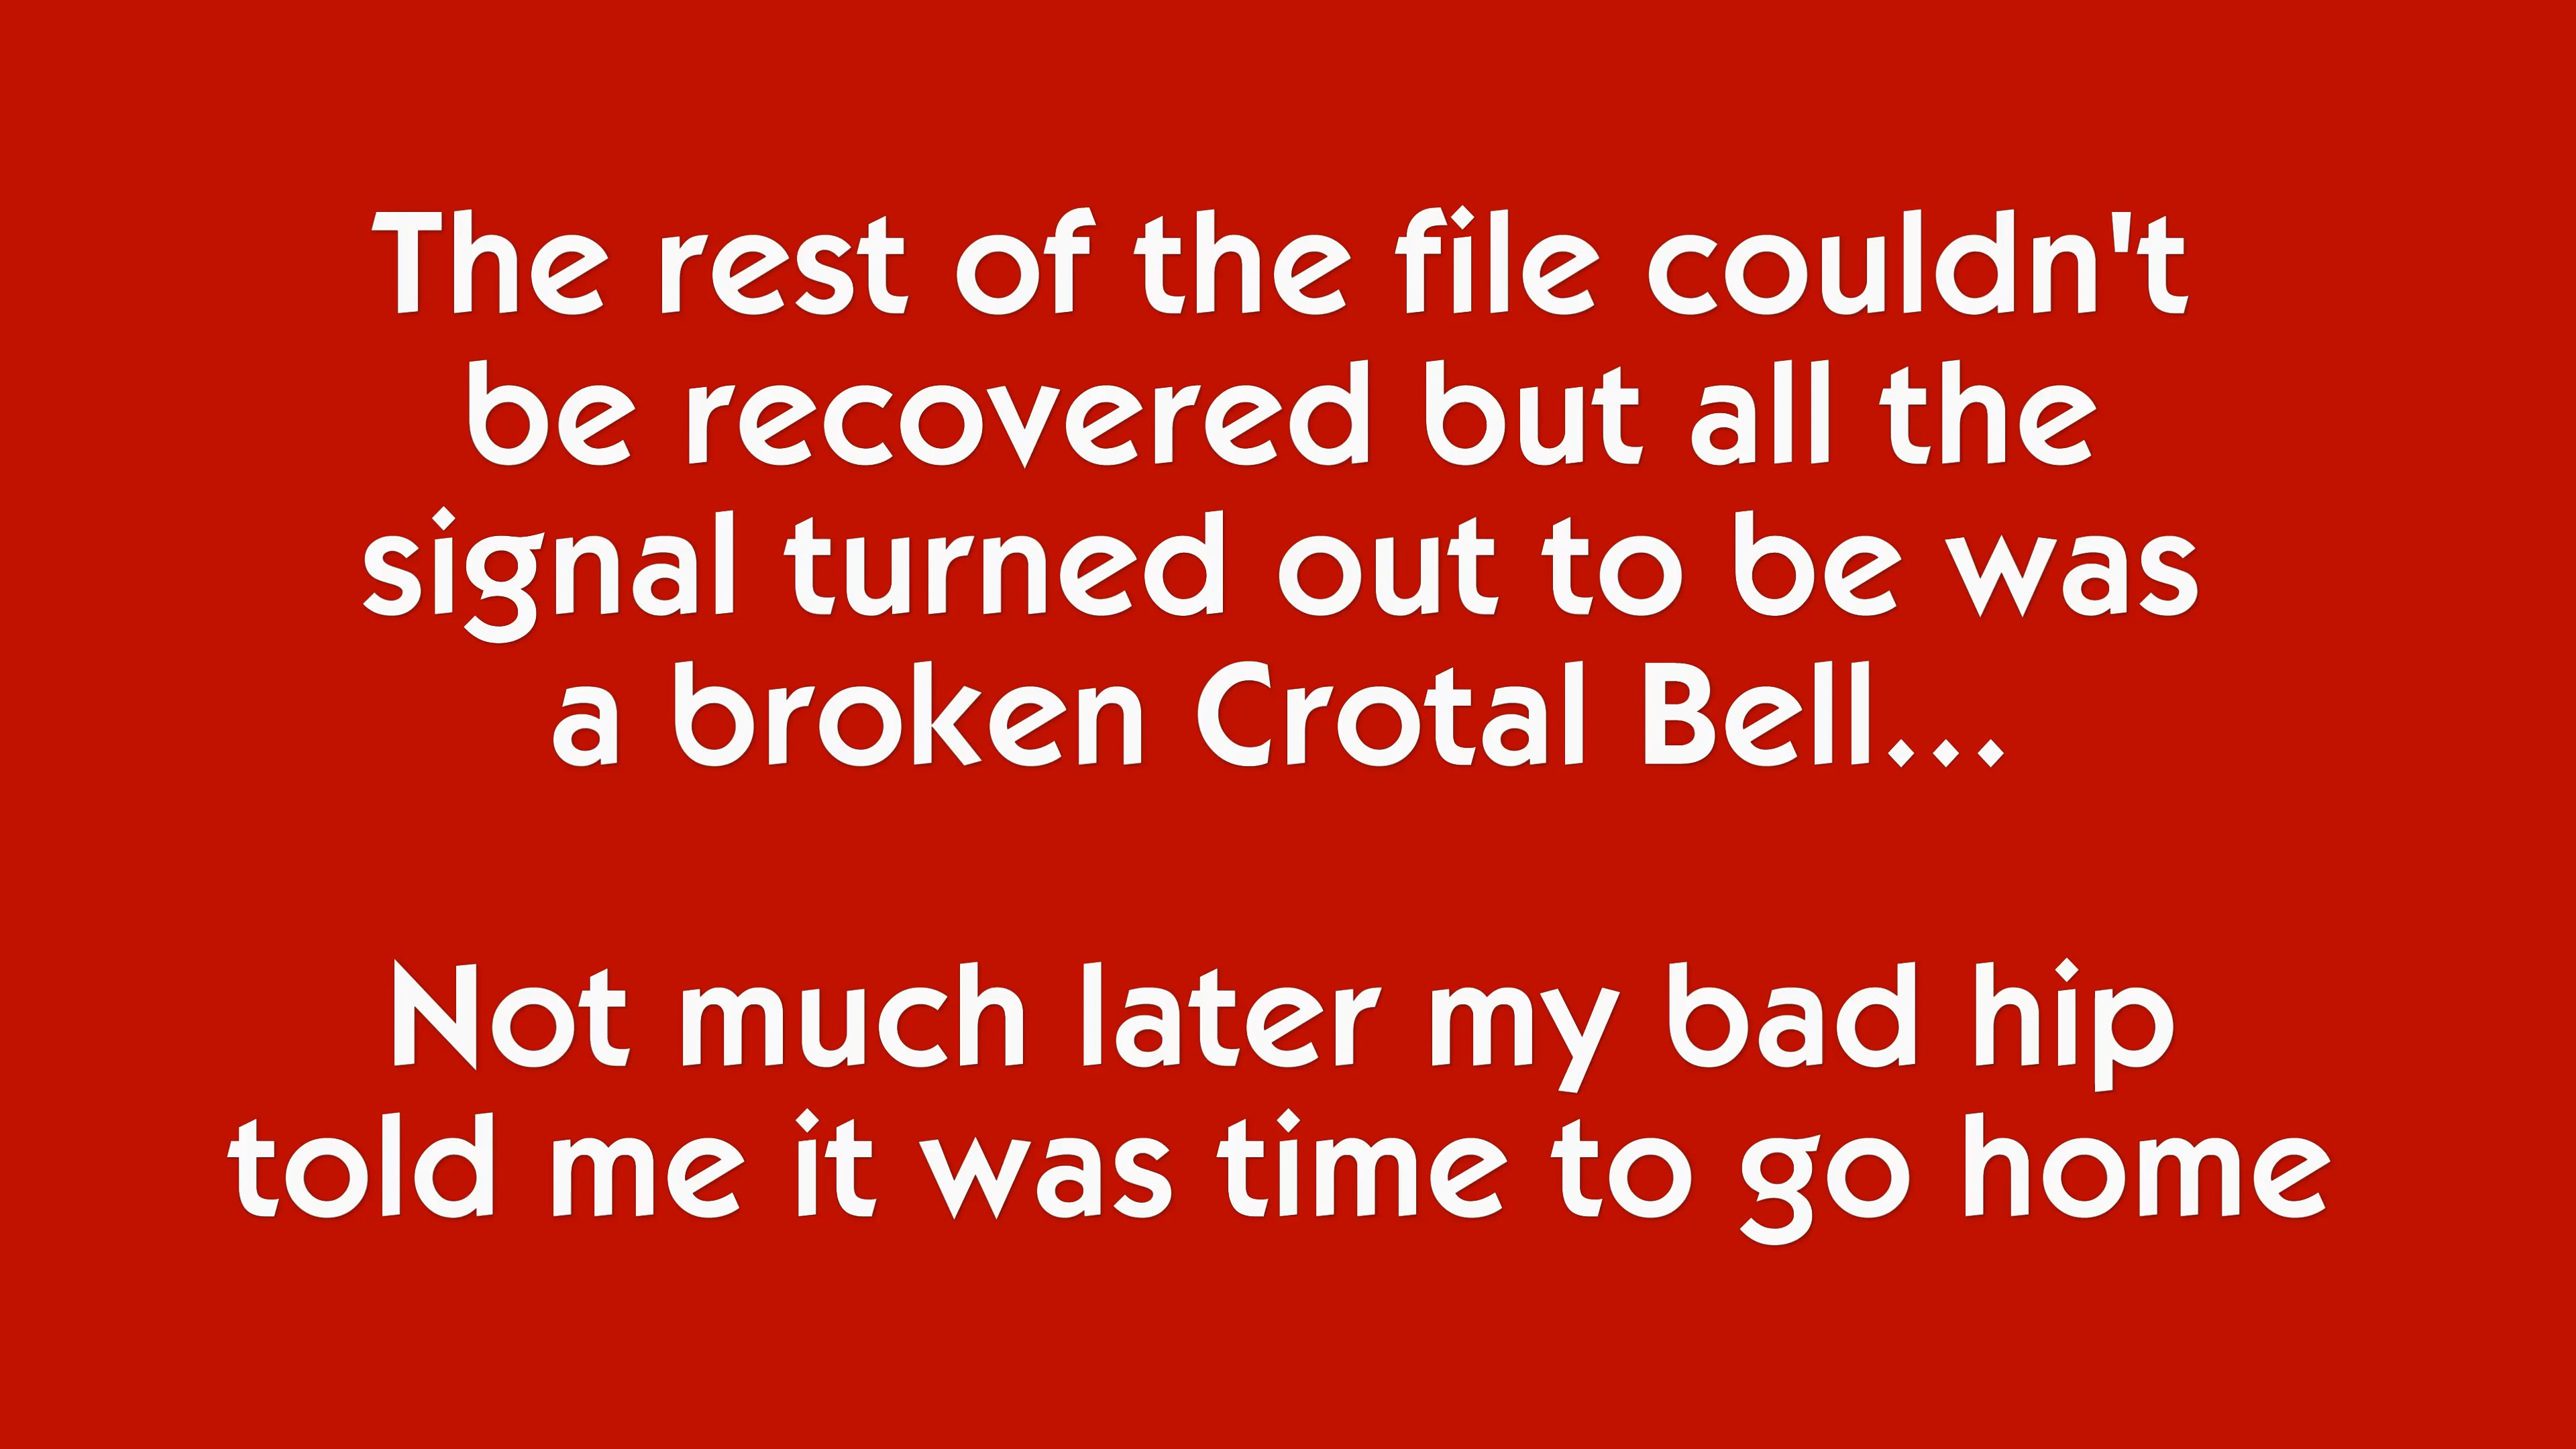 The rest of the file couldn't
be recovered but all the
signal turned out to be was
a broken Crotal Bell...
Not much later my bad hip
told me it was time to go home